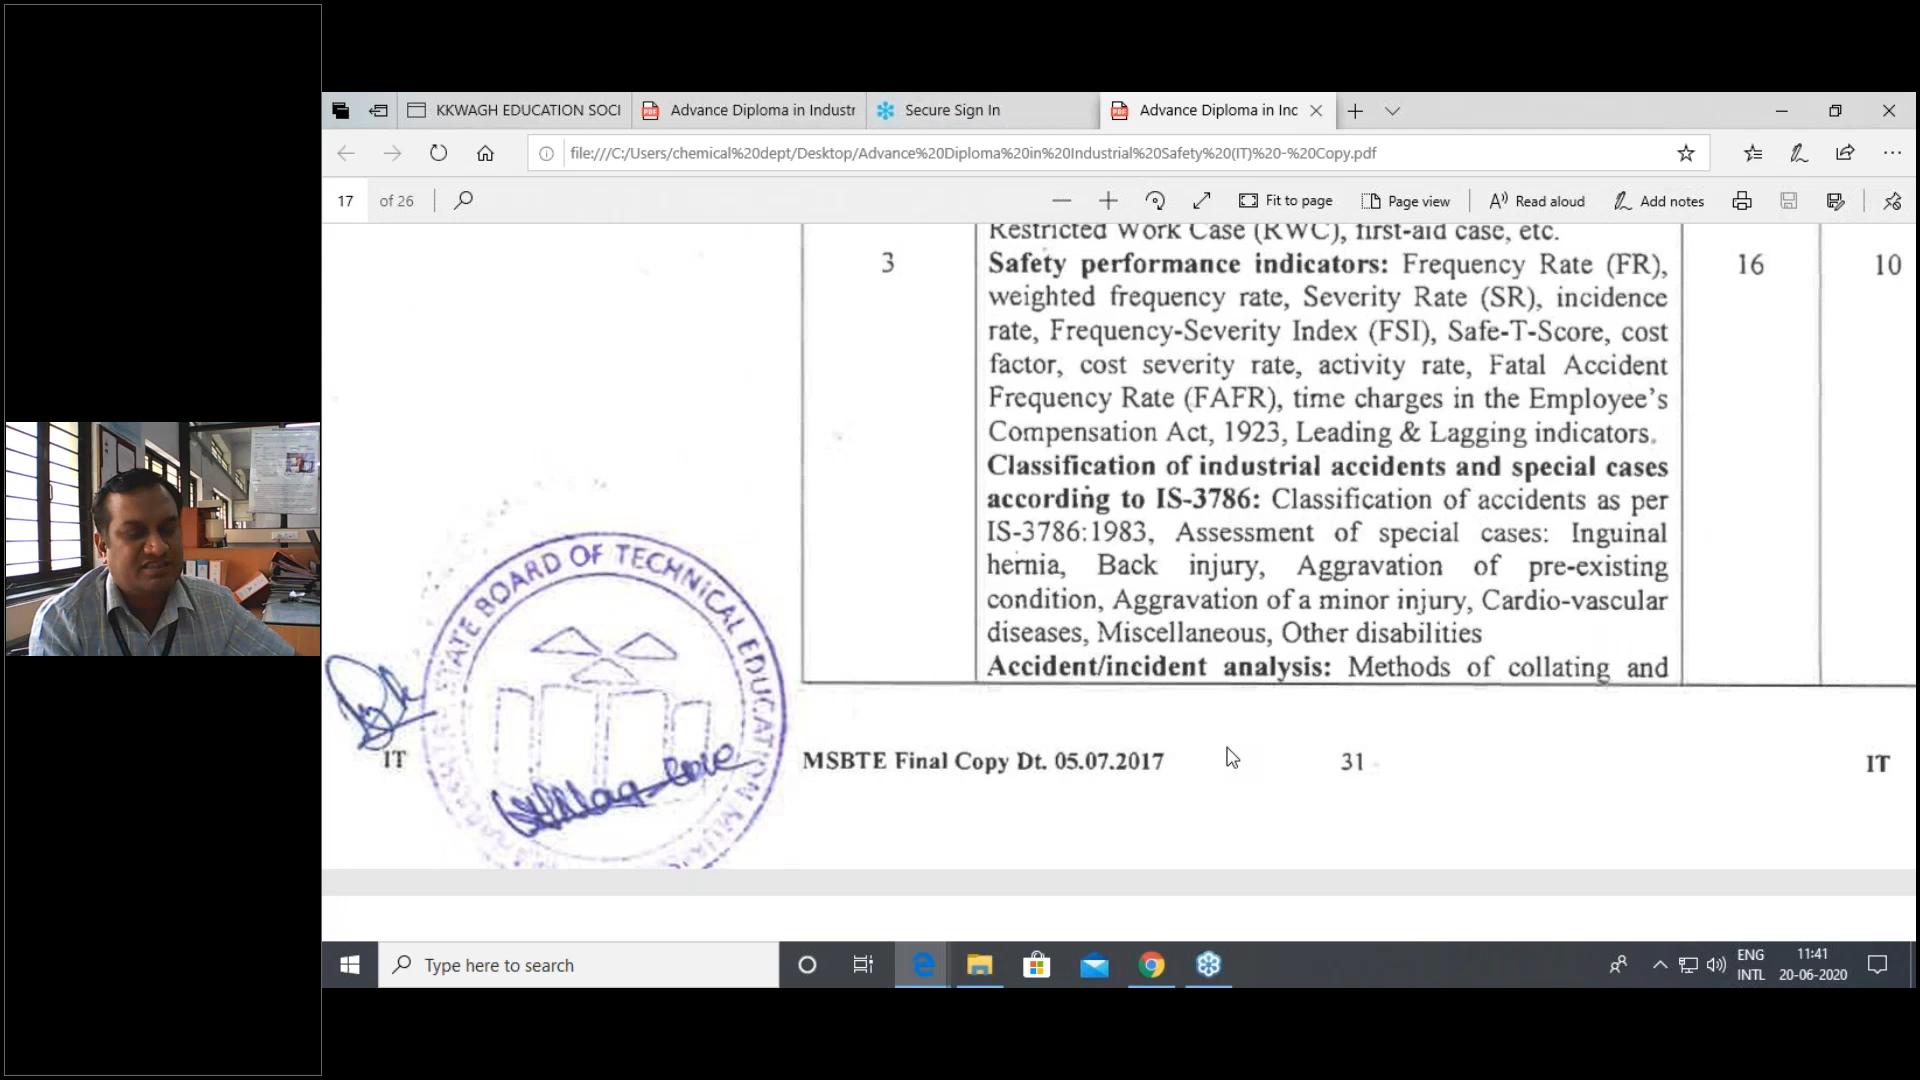 KKWAGH EDUCATION SOCI
Advance Diploma in Industr
Secure Sign In
Advance Diploma in Inc
file:///C:/Users/chemical%20dept/Desktop/Advance%20Diploma%20in%20Industrial%20Safety%20(IT)%20-%20Copy.pdf
17 of 26
Fit to page
Page view
Read aloud
Add notes
Restricted Work Case (RWC), first-aid case, etc.
3 Safety performance indicators: Frequency Rate (FR), 16 10
weighted frequency rate, Severity Rate (SR), incidence
rate, Frequency-Severity Index (FSI), Safe-T-Score, cost
factor, cost severity rate, activity rate, Fatal Accident
Frequency Rate (FAFR), time charges in the Employee's
Compensation Act, 1923, Leading & Lagging indicators.
Classification of industrial accidents and special cases
according to IS-3786: Classification of accidents as per
IS-3786:1983, Assessment of special cases: Inguinal
hernia, Back injury, Aggravation of pre-existing
condition, Aggravation of a minor injury, Cardio-vascular
diseases, Miscellaneous, Other disabilities
Accident/incident analysis: Methods of collating and
STATE BOARD OF TECHNICAL EDUCATION
IT
MSBTE Final Copy Dt. 05.07.2017 31 IT
Type here to search
ENG
INTL
11:41
20-06-2020